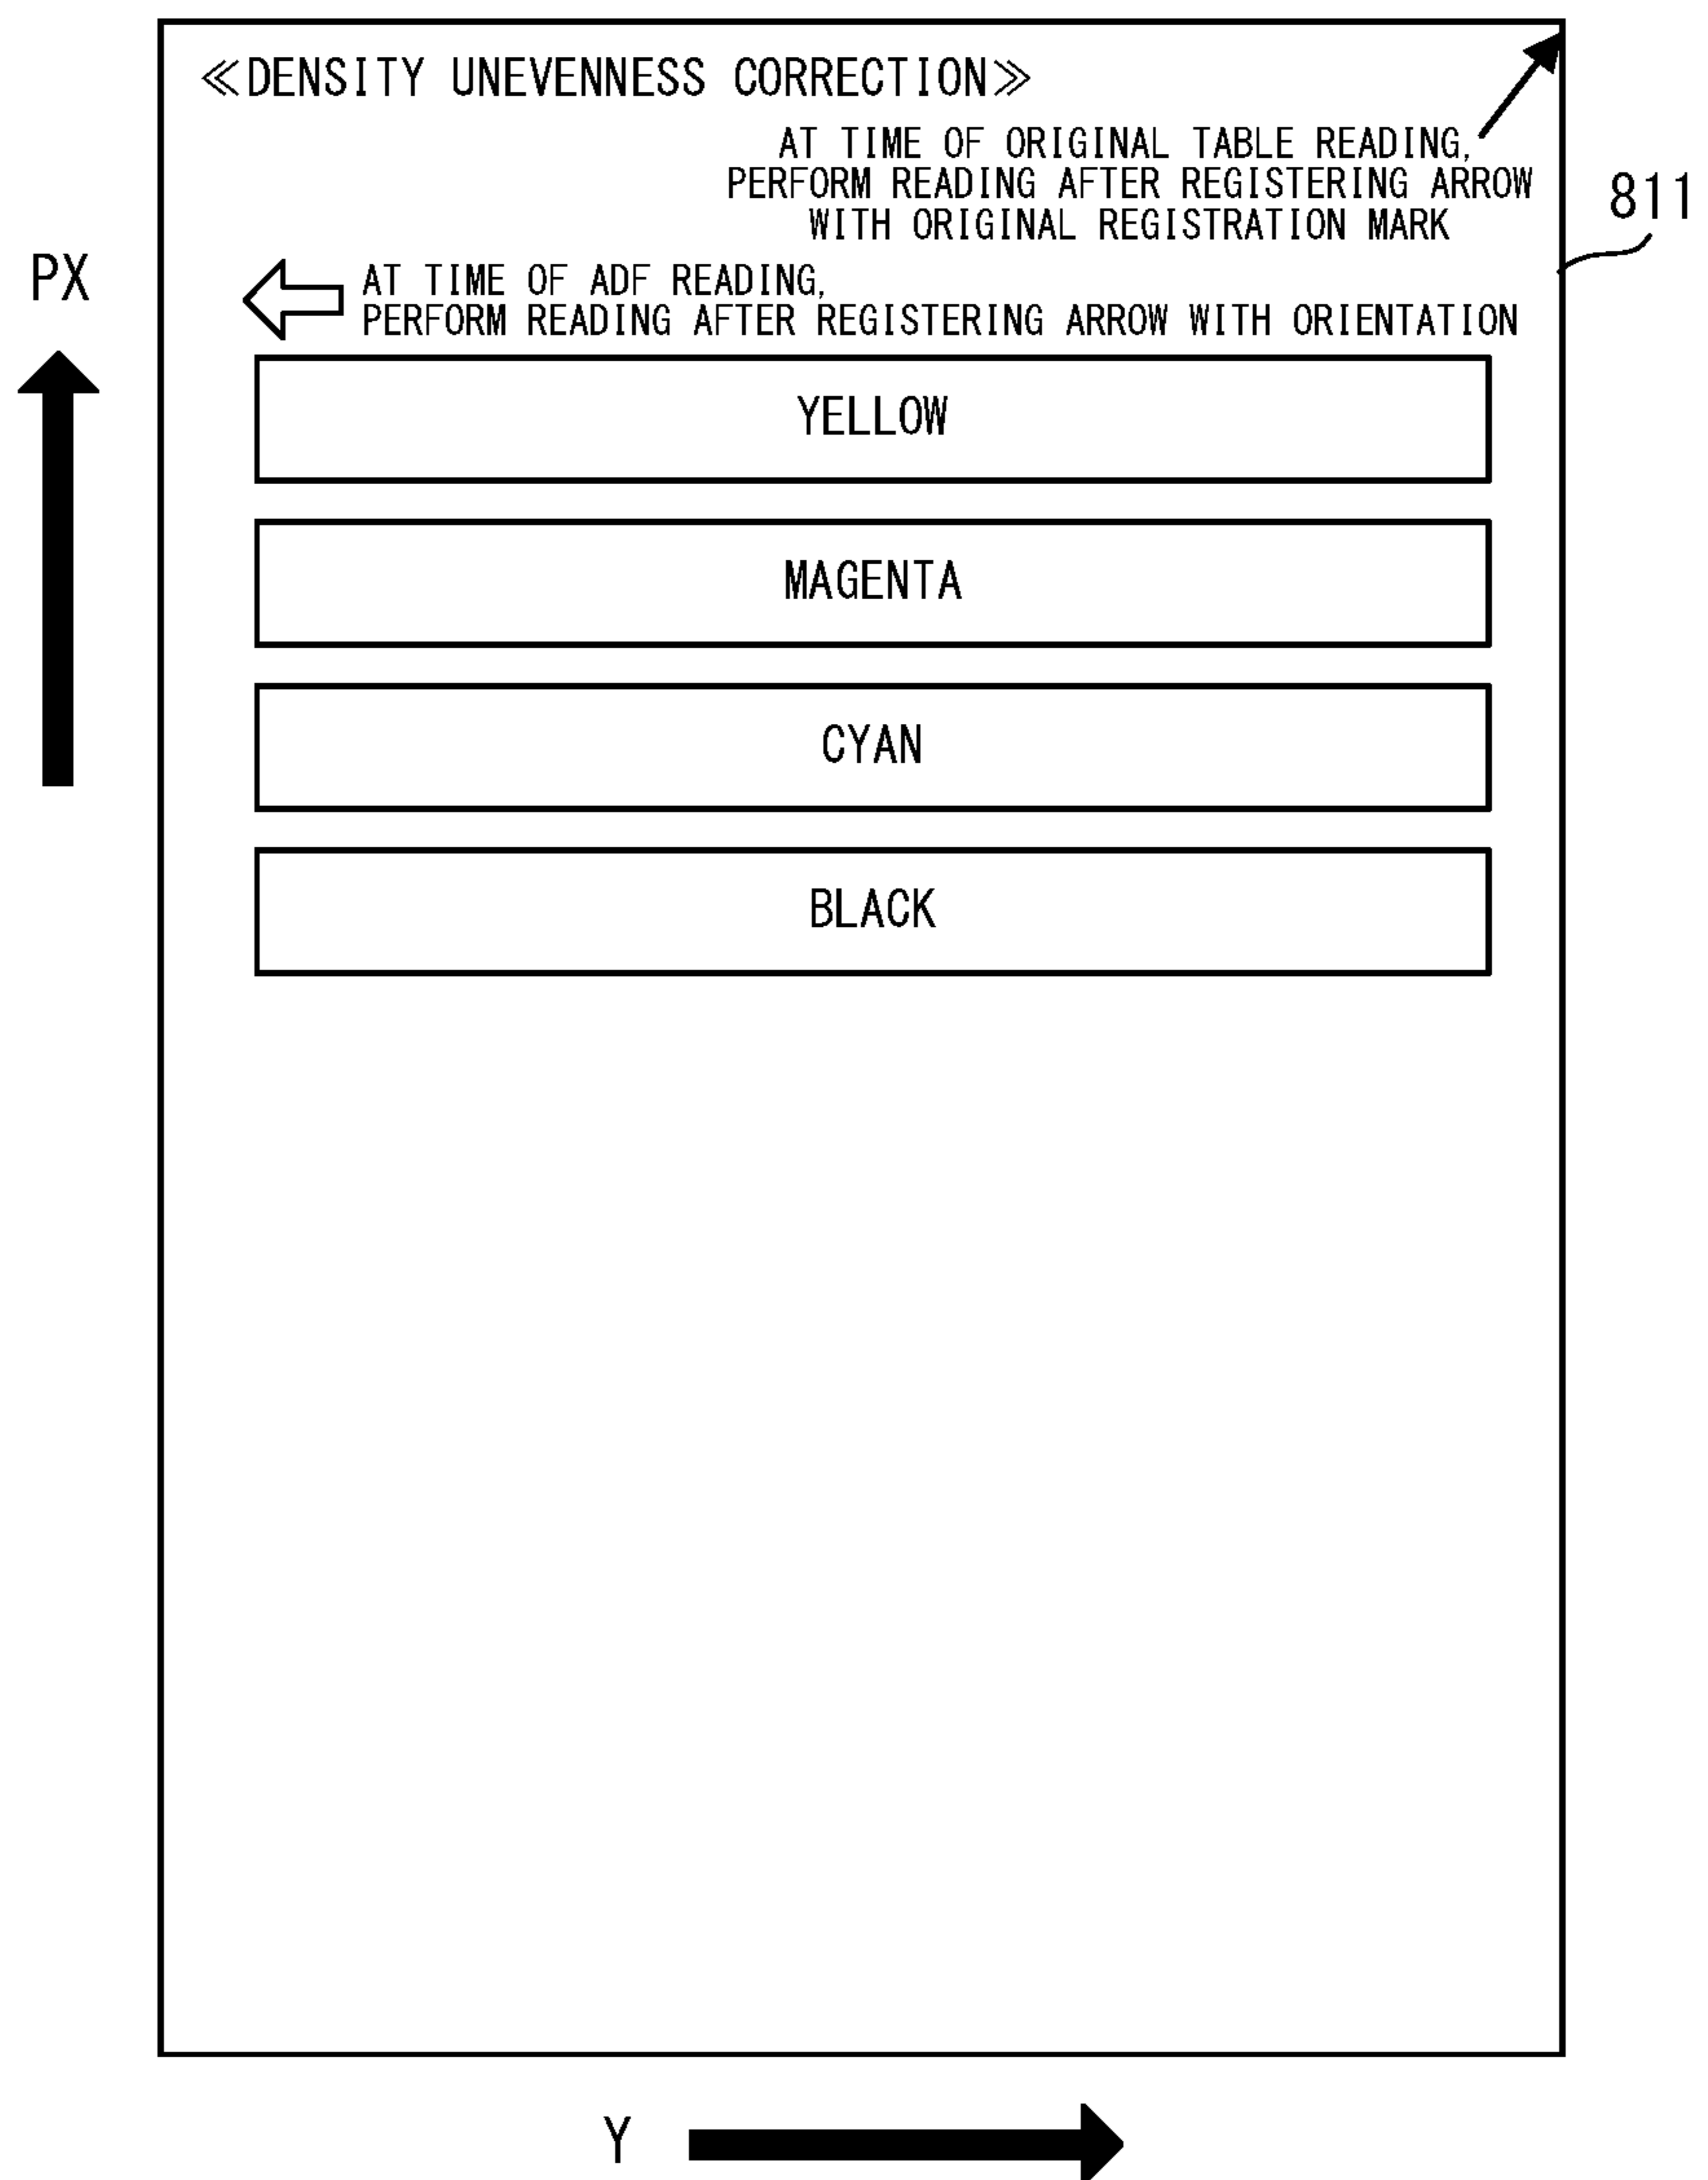 ≪DENSITY UNEVENNESS CORRECTION≫
AT TIME OF ORIGINAL TABLE READING,
PERFORM READING AFTER REGISTERING ARROW
WITH ORIGINAL REGISTRATION MARK
811
PX
AT TIME OF ADF READING,
PERFORM READING AFTER REGISTERING ARROW WITH ORIENTATION
YELLOW
MAGENTA
CYAN
BLACK
Y